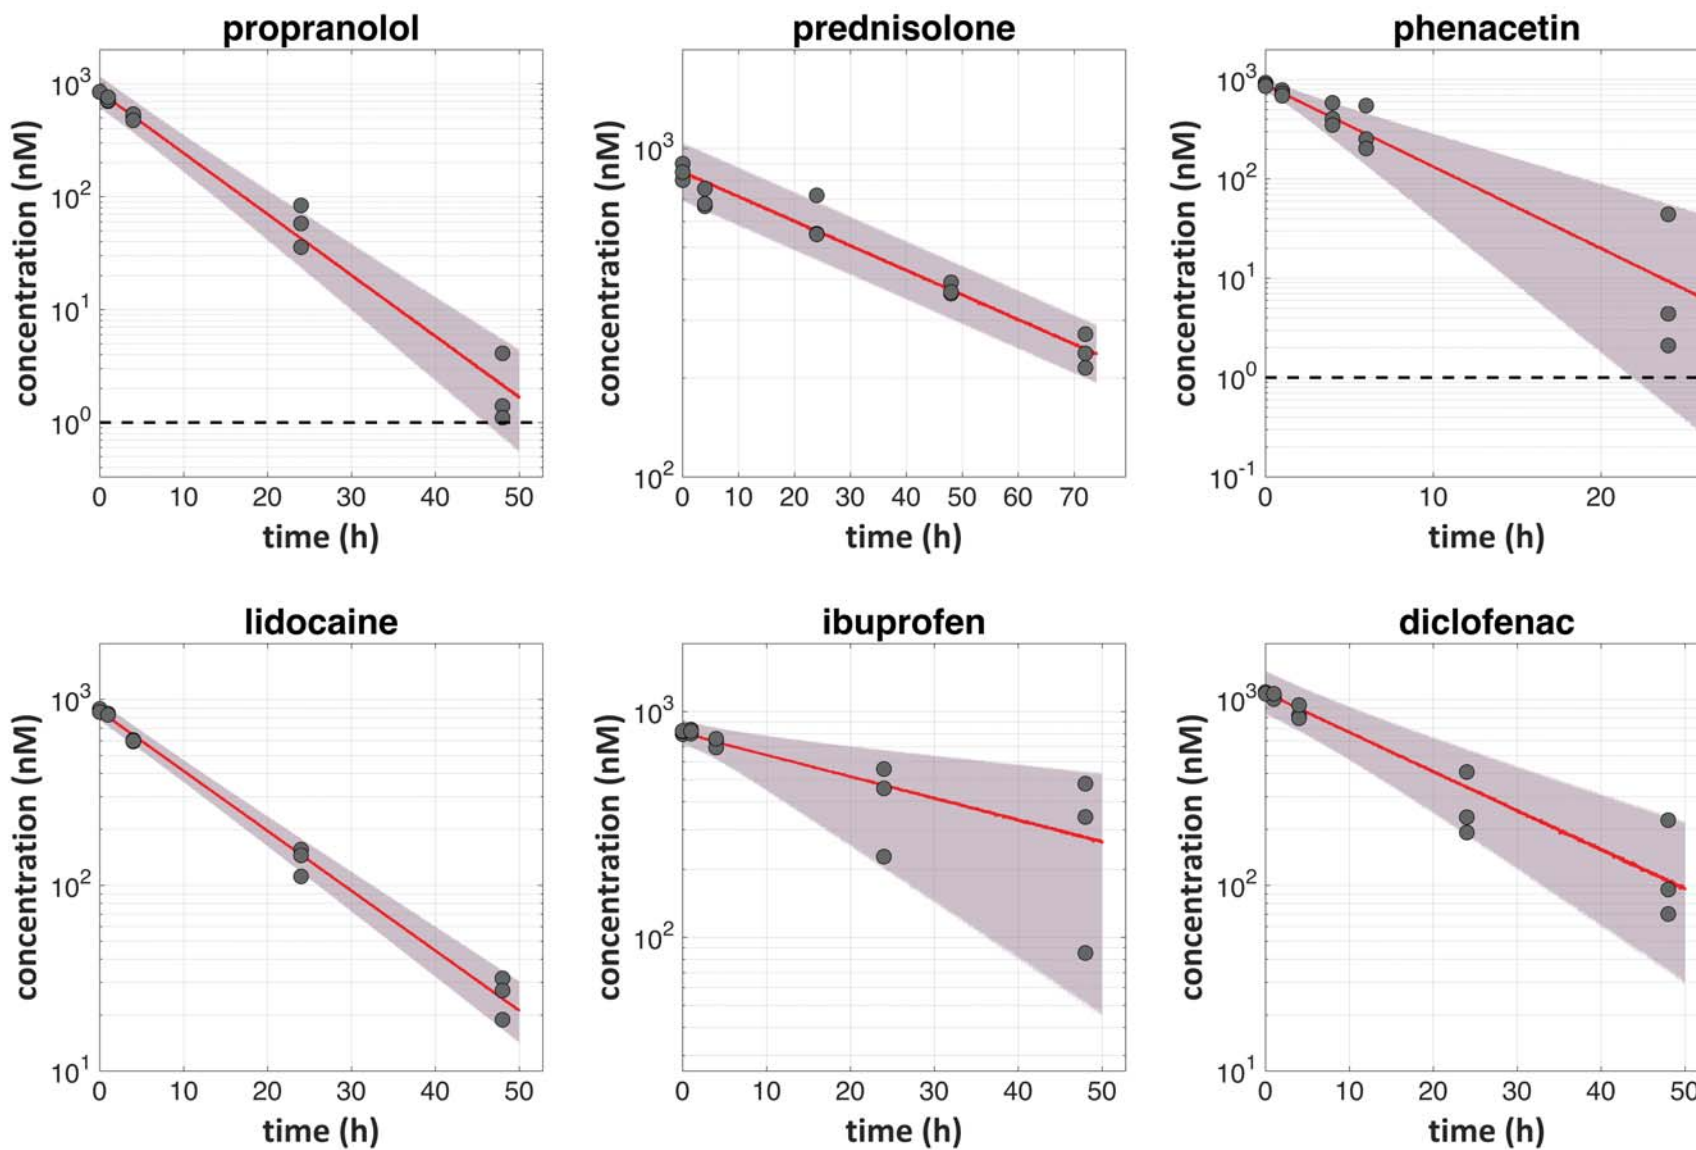 propranolol
prednisolone
phenacetin
concentration (nM)
10^3
10^2
10^1
10^0
0 10 20 30 40 50
time (h)
concentration (nM)
10^3
10^2
0 10 20 30 40 50 60 70
time (h)
concentration (nM)
10^3
10^2
10^1
10^0
10^-1
0 10 20
time (h)
lidocaine
ibuprofen
diclofenac
concentration (nM)
10^3
10^2
10^1
0 10 20 30 40 50
time (h)
concentration (nM)
10^3
10^2
0 10 20 30 40 50
time (h)
concentration (nM)
10^3
10^2
10^1
0 10 20 30 40 50
time (h)